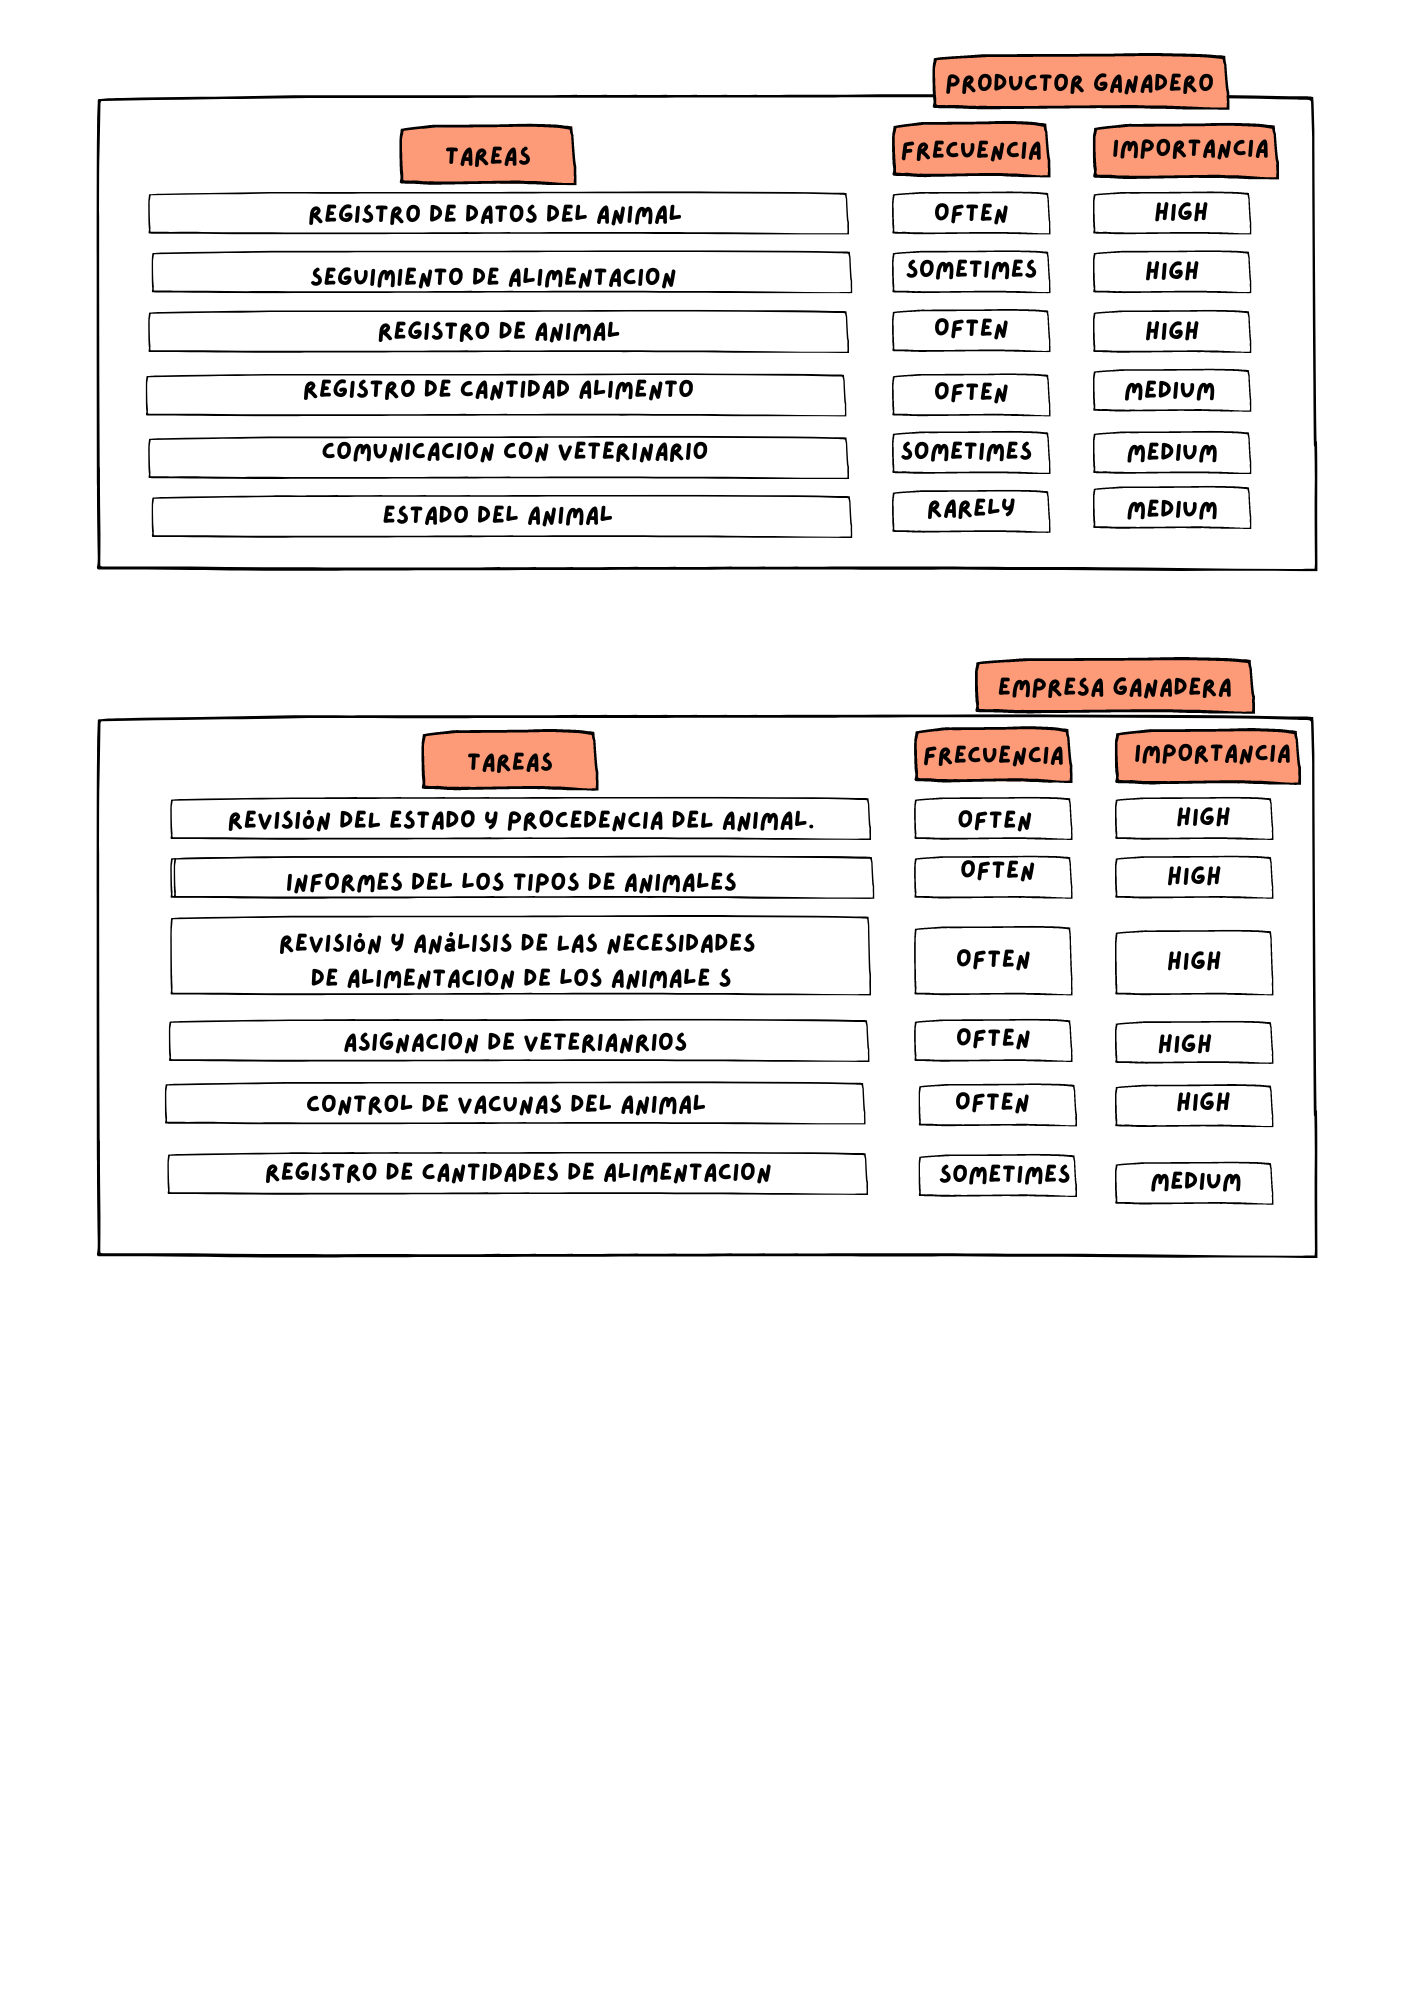 PRODUCTOR GANADERO
TAREAS FRECUENCIA IMPORTANCIA
REGISTRO DE DATOS DEL ANIMAL OFTEN HIGH
SEGUIMIENTO DE ALIMENTACION SOMETIMES HIGH
REGISTRO DE ANIMAL OFTEN HIGH
REGISTRO DE CANTIDAD ALIMENTO OFTEN MEDIUM
COMUNICACION CON VETERINARIO SOMETIMES MEDIUM
ESTADO DEL ANIMAL RARELY MEDIUM
EMPRESA GANADERA
TAREAS FRECUENCIA IMPORTANCIA
REVISIÓN DEL ESTADO Y PROCEDENCIA DEL ANIMAL. OFTEN HIGH
INFORMES DEL LOS TIPOS DE ANIMALES OFTEN HIGH
REVISIÓN Y ANÁLISIS DE LAS NECESIDADES
DE ALIMENTACION DE LOS ANIMALE S OFTEN HIGH
ASIGNACION DE VETERIANRIOS OFTEN HIGH
CONTROL DE VACUNAS DEL ANIMAL OFTEN HIGH
REGISTRO DE CANTIDADES DE ALIMENTACION SOMETIMES MEDIUM